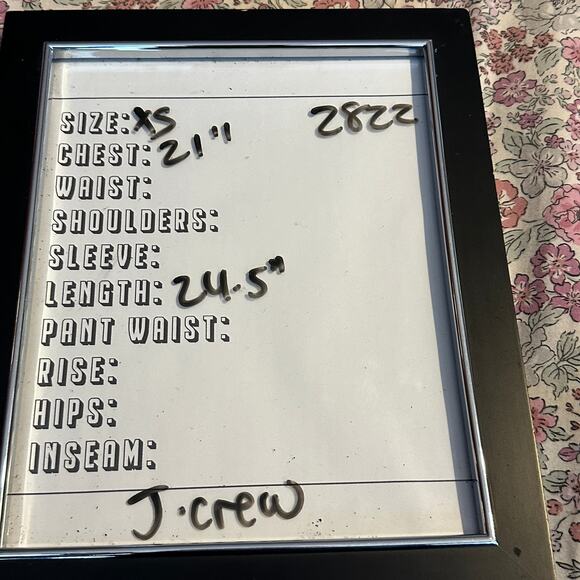 SIZE: XS 2822
CHEST: 21"
WAIST:
SHOULDERS:
SLEEVE:
LENGTH: 24.5"
PANT WAIST:
RISE:
HIPS:
INSEAM:
J.crew